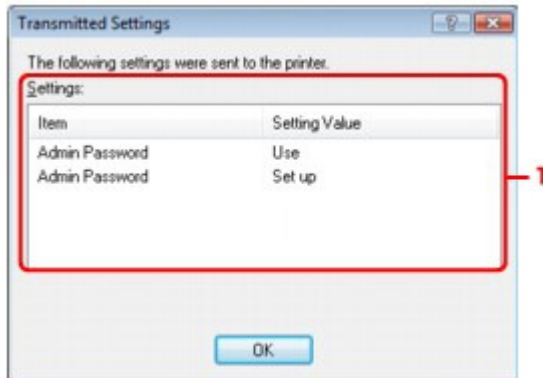 Transmitted Settings
The following settings were sent to the printer.
Settings:
Item Setting Value
Admin Password Use
Admin Password Set up
1
OK